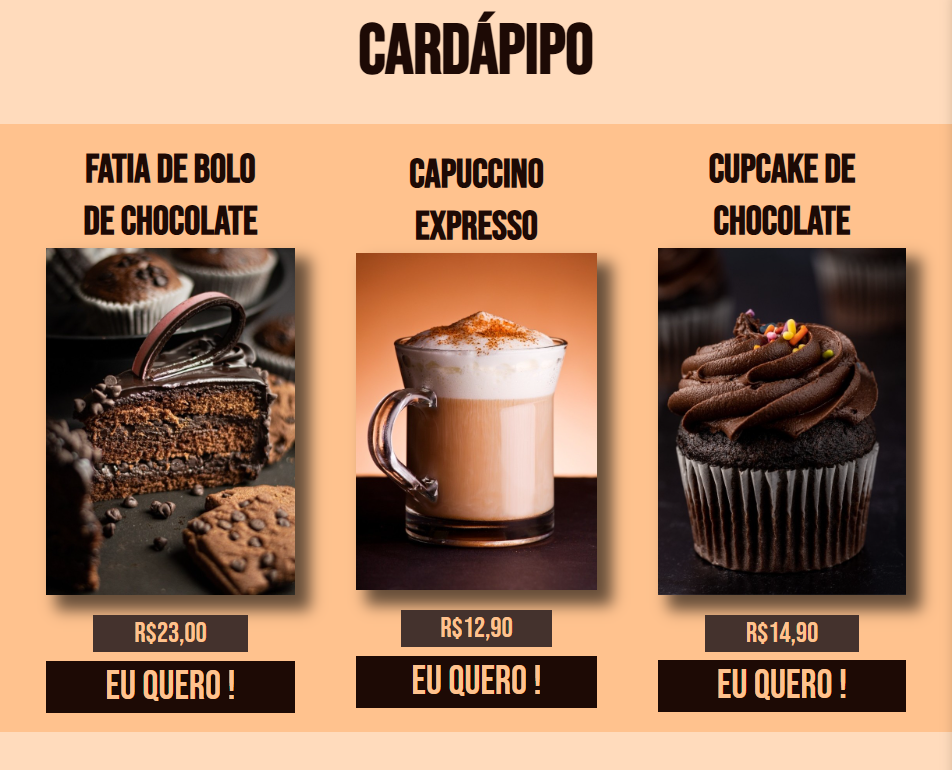 CARDÁPIPO
FATIA DE BOLO
DE CHOCOLATE
CAPUCCINO
EXPRESSO
CUPCAKE DE
CHOCOLATE
R$23,00
R$12,90
R$14,90
EU QUERO !
EU QUERO !
EU QUERO !